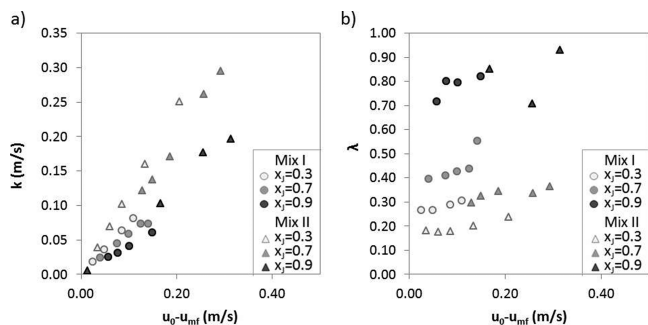 a)
0.35
0.30
0.25
0.20
0.15
0.10
0.05
0.00
k (m/s)
0.00
0.20
0.40
u0-umf (m/s)
Mix I
xJ=0.3
xJ=0.7
xJ=0.9
Mix II
xJ=0.3
xJ=0.7
xJ=0.9
b)
1.00
0.90
0.80
0.70
0.60
0.50
0.40
0.30
0.20
0.10
0.00
λ
0.00
0.20
0.40
u0-umf (m/s)
Mix I
xJ=0.3
xJ=0.7
xJ=0.9
Mix II
xJ=0.3
xJ=0.7
xJ=0.9